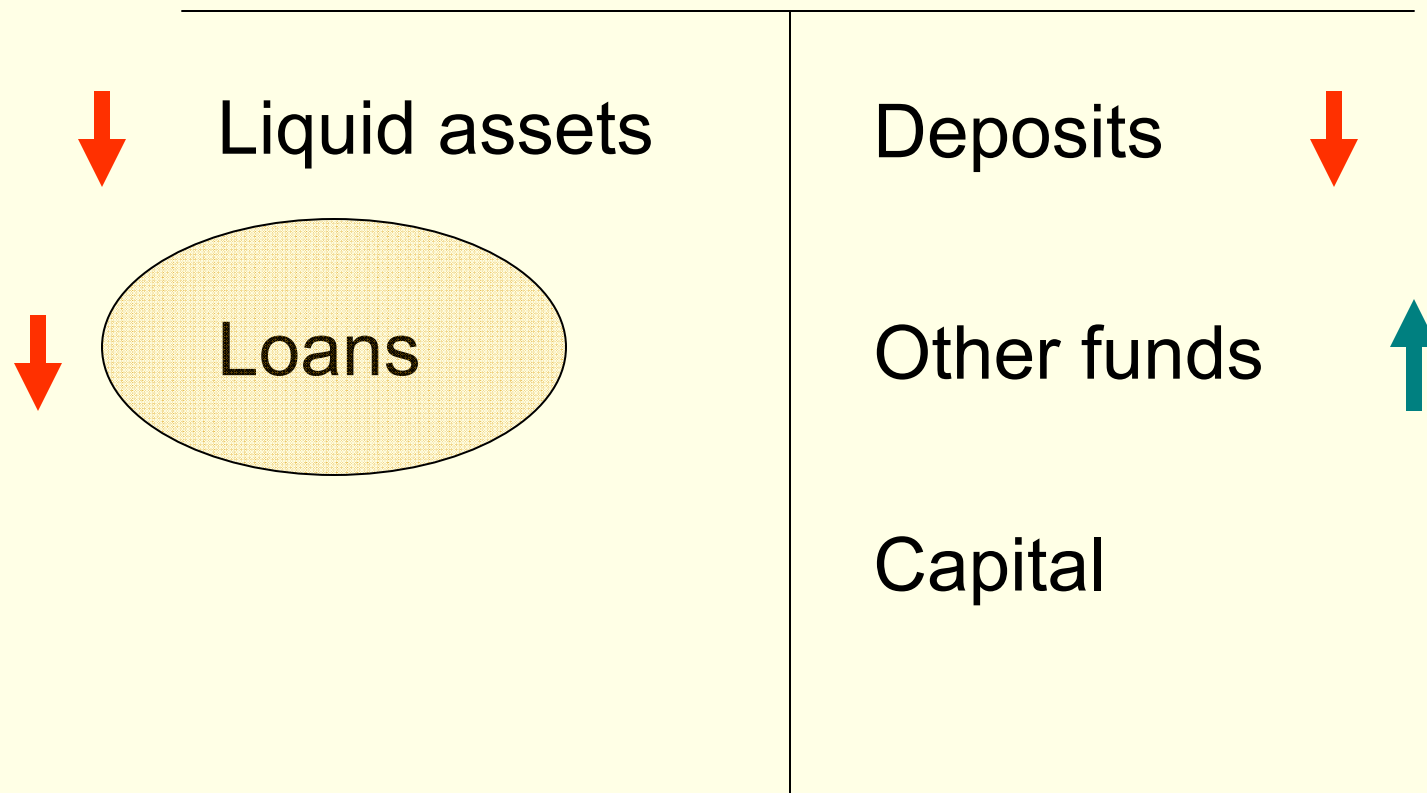 Liquid assets
Deposits
Loans
Other funds
Capital